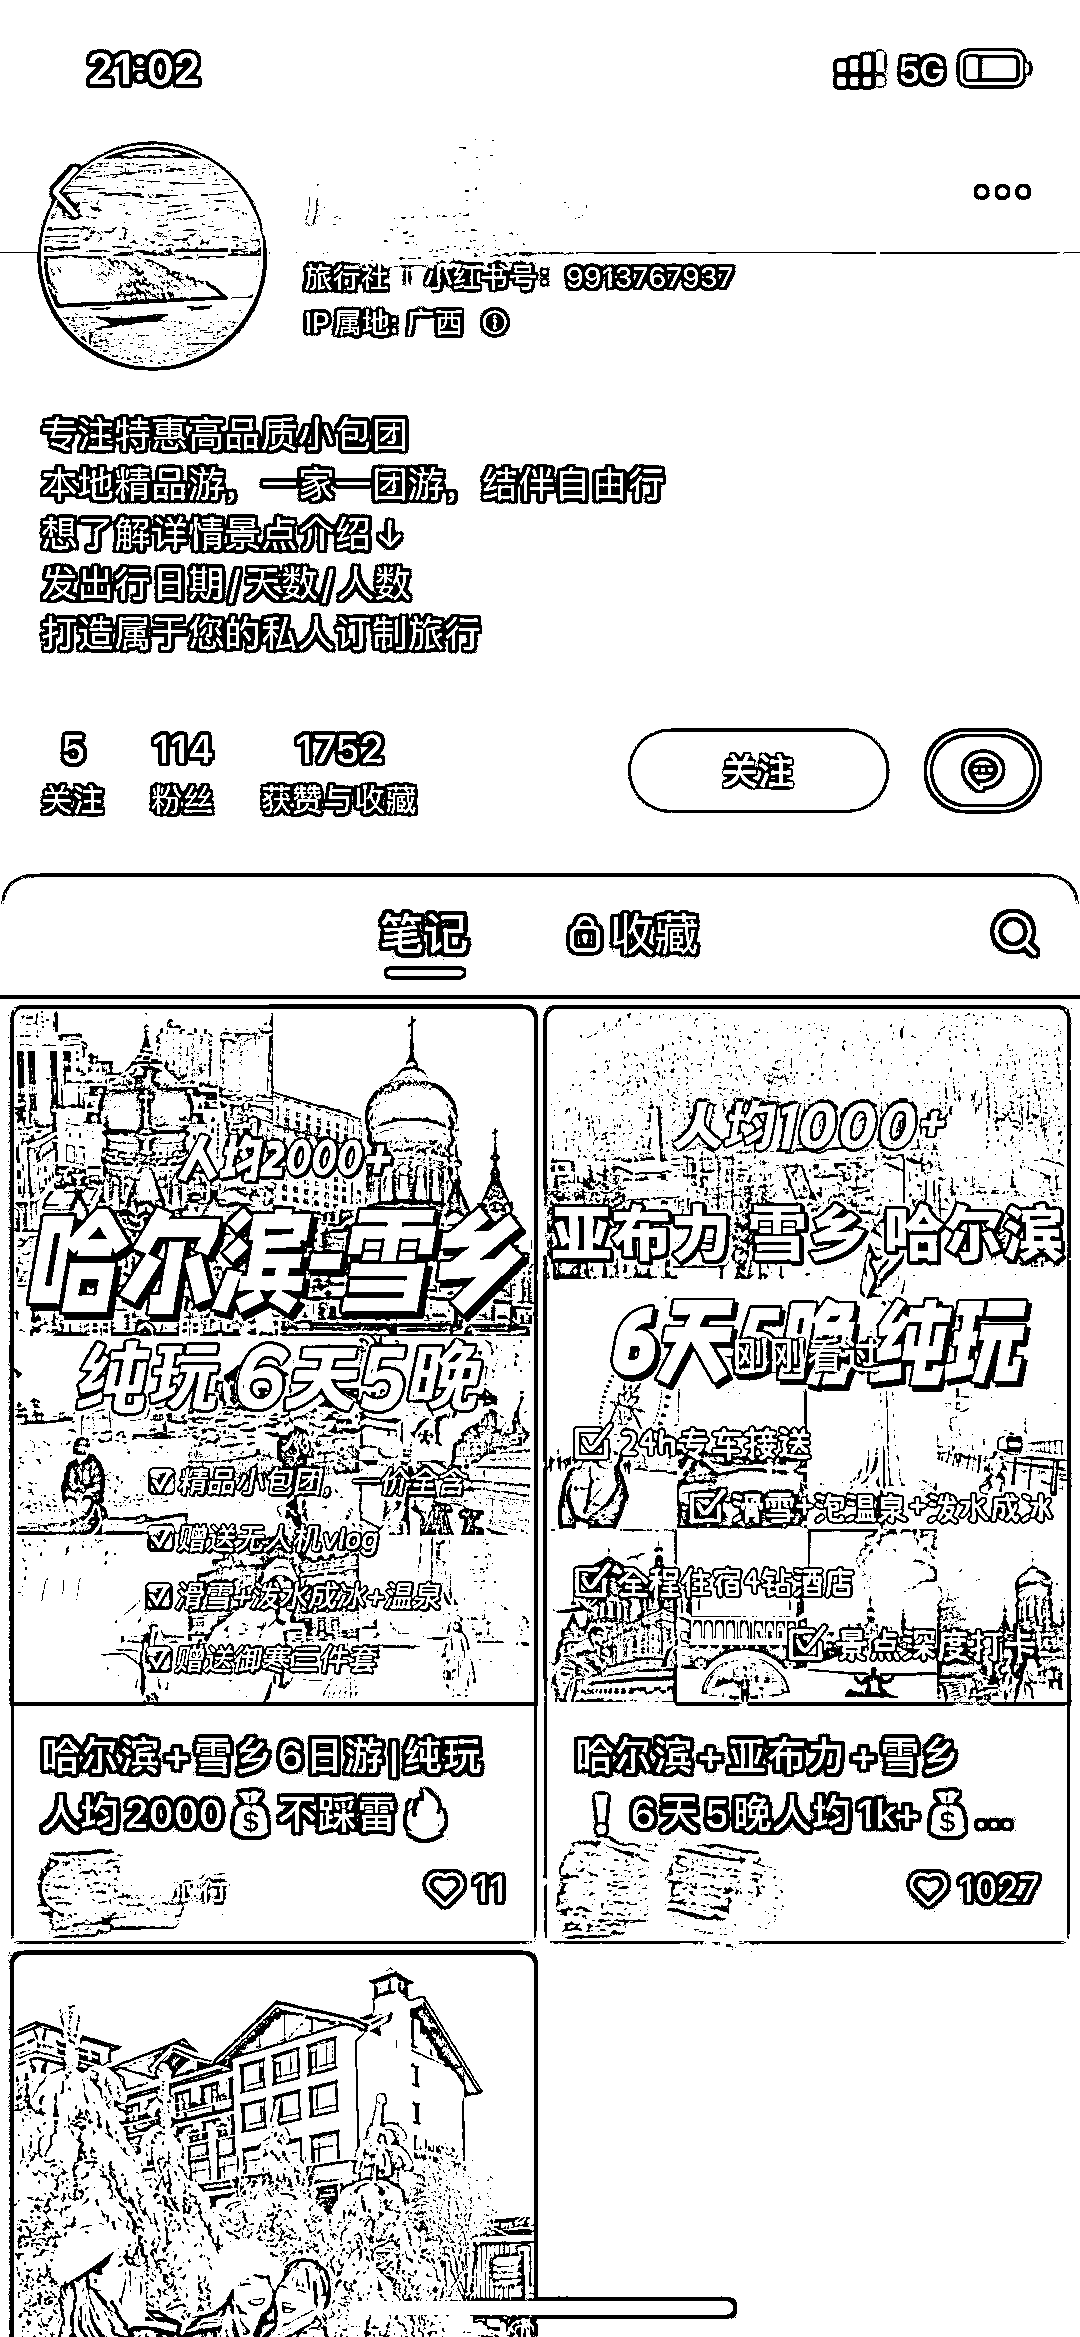 21:02
5G
旅行社
小红书号：9913767937
IP属地：广西
专注特惠高品质小包团
本地精品游，一家一团游，结伴自由行
想了解详情景点介绍↓
发出行日期/天数/人数
打造属于您的私人订制旅行
5 114 1752
关注 粉丝 获赞与收藏
关注
笔记 收藏
人均2000+
哈尔滨-雪乡
纯玩 6天5晚
精品小包团，一价全含
赠送无人机vlog
滑雪+泼水成冰+温泉
赠送御寒三件套
哈尔滨+雪乡6日游|纯玩
人均2000💰不踩雷🔥
旅行
11
人均1000+
亚布力 雪乡 哈尔滨
6天5晚 纯玩
刚刚看过
24h专车接送
滑雪+泡温泉+泼水成冰
全程住宿4钻酒店
景点深度打卡
哈尔滨+亚布力+雪乡
❗6天5晚人均1k+💰...
1027